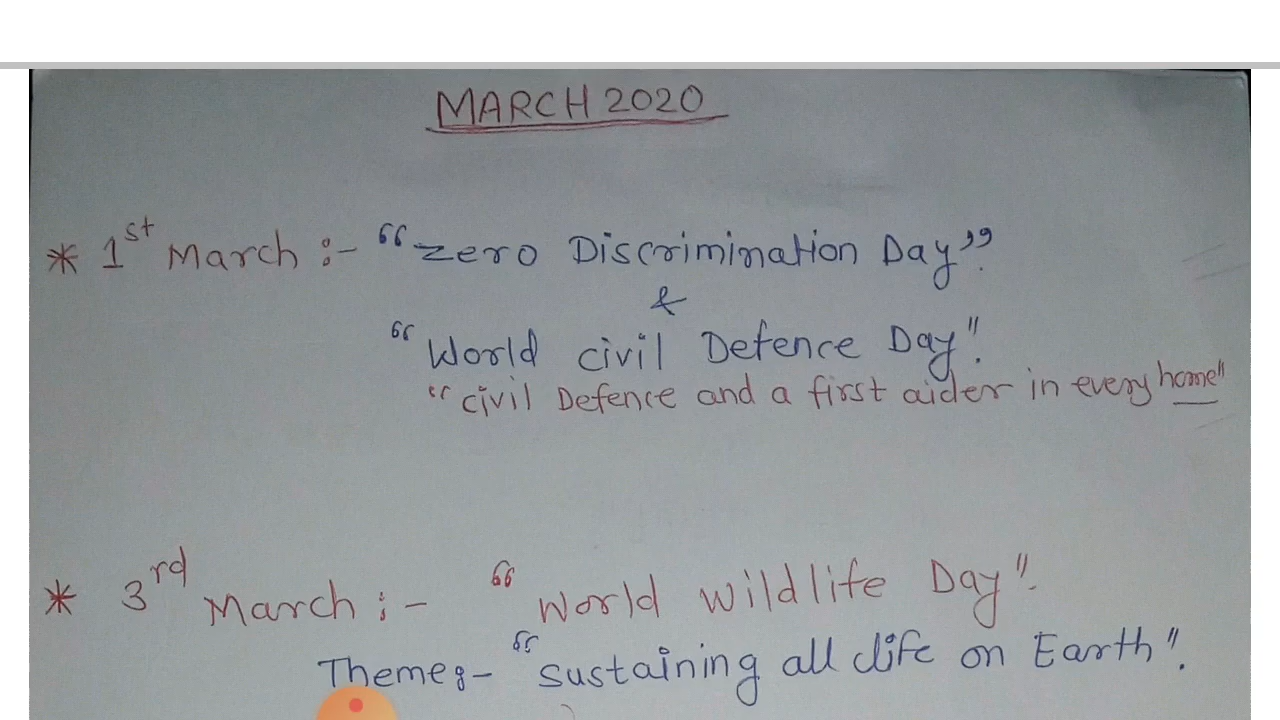 MARCH 2020
* 1st March :- "zero Discrimination Day".
&
"World civil Defence Day".
"civil Defence and a first aider in every home"
* 3rd March :- "World Wildlife Day".
Theme :- "sustaining all life on Earth".